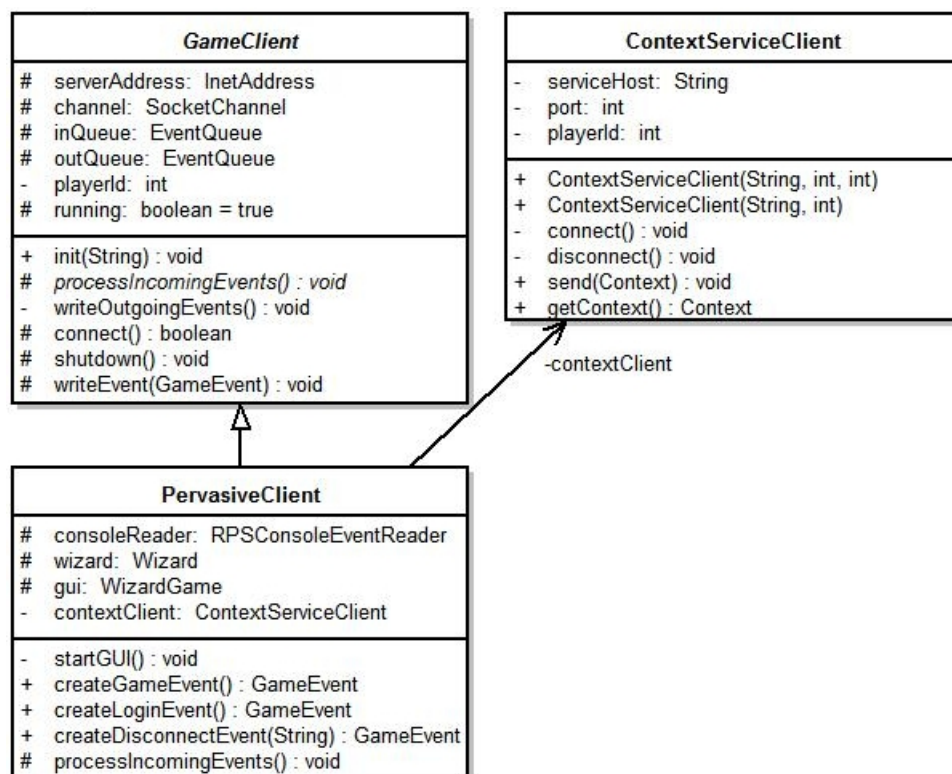 GameClient
# serverAddress: InetAddress
# channel: SocketChannel
# inQueue: EventQueue
# outQueue: EventQueue
- playerId: int
# running: boolean = true
+ init(String) : void
# processIncomingEvents() : void
- writeOutgoingEvents() : void
# connect() : boolean
# shutdown() : void
# writeEvent(GameEvent) : void
ContextServiceClient
- serviceHost: String
- port: int
- playerId: int
+ ContextServiceClient(String, int, int)
+ ContextServiceClient(String, int)
- connect() : void
- disconnect() : void
+ send(Context) : void
+ getContext() : Context
-contextClient
PervasiveClient
# consoleReader: RPSConsoleEventReader
# wizard: Wizard
# gui: WizardGame
- contextClient: ContextServiceClient
- startGUI() : void
+ createGameEvent() : GameEvent
+ createLoginEvent() : GameEvent
+ createDisconnectEvent(String) : GameEvent
# processIncomingEvents() : void